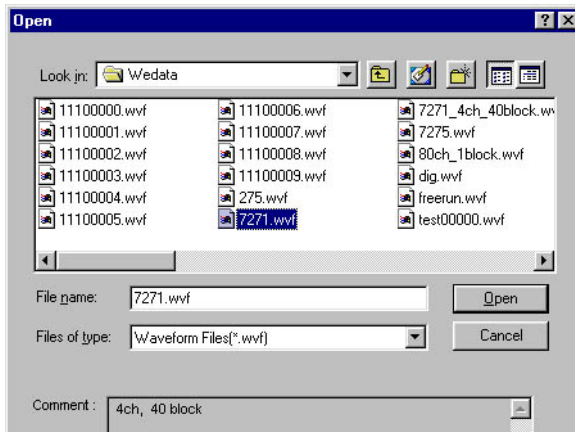 Open
Look in: Wedata
11100000.wvf 11100006.wvf 7271_4ch_40block.wv
11100001.wvf 11100007.wvf 7275.wvf
11100002.wvf 11100008.wvf 80ch_1block.wvf
11100003.wvf 11100009.wvf dig.wvf
11100004.wvf 275.wvf freerun.wvf
11100005.wvf 7271.wvf test00000.wvf
File name: 7271.wvf Open
Files of type: Waveform Files(*.wvf) Cancel
Comment : 4ch, 40 block